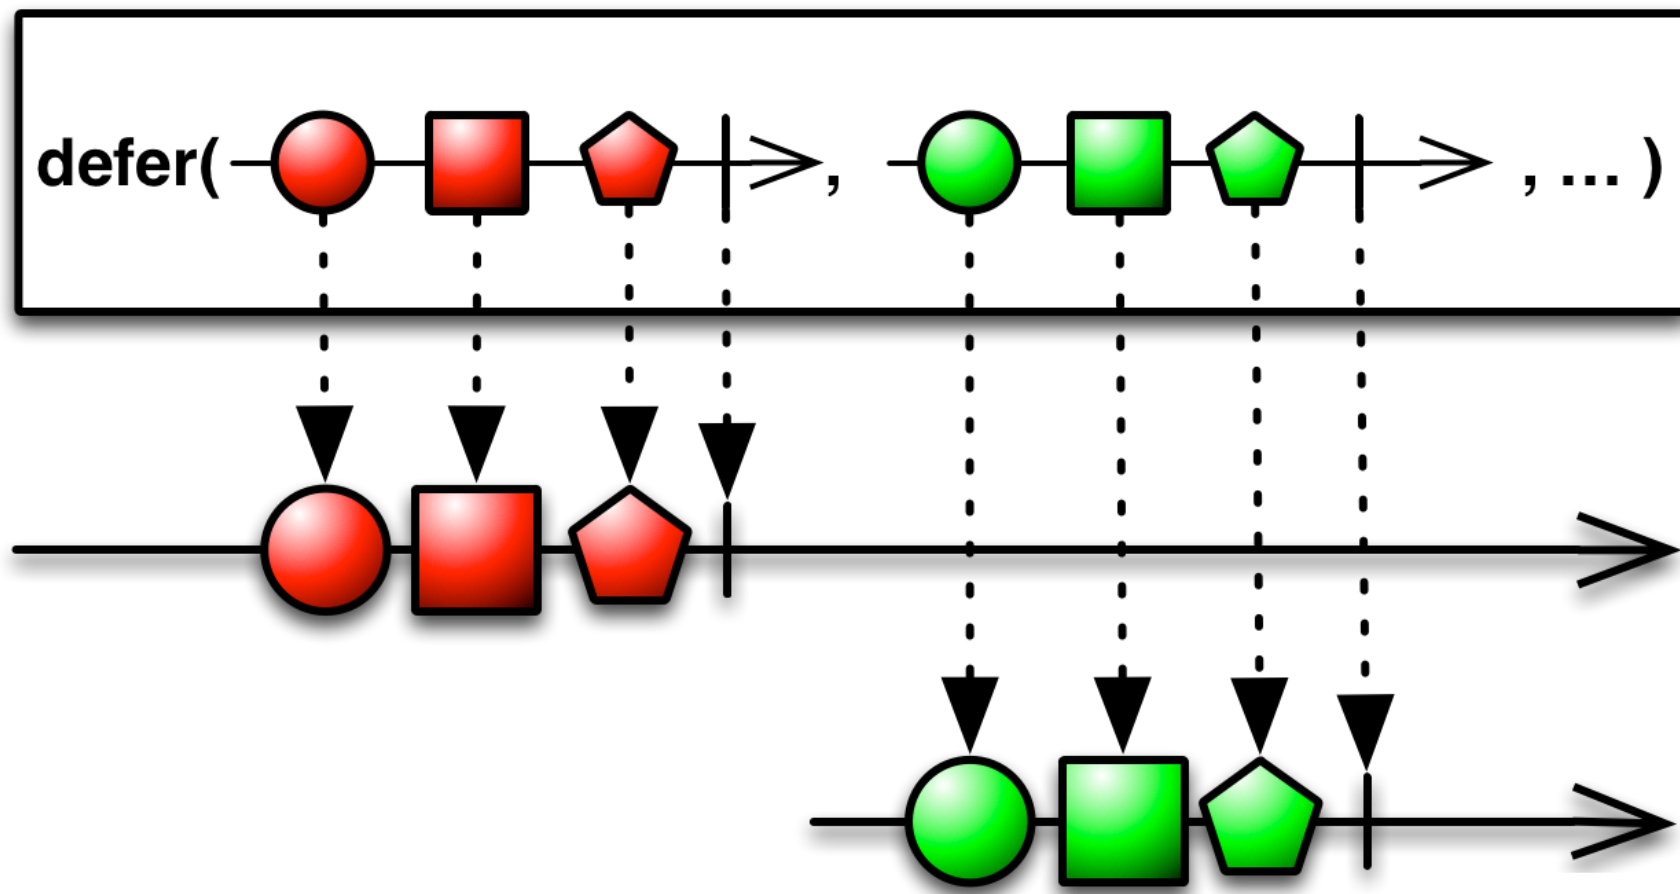 defer( , , ... )